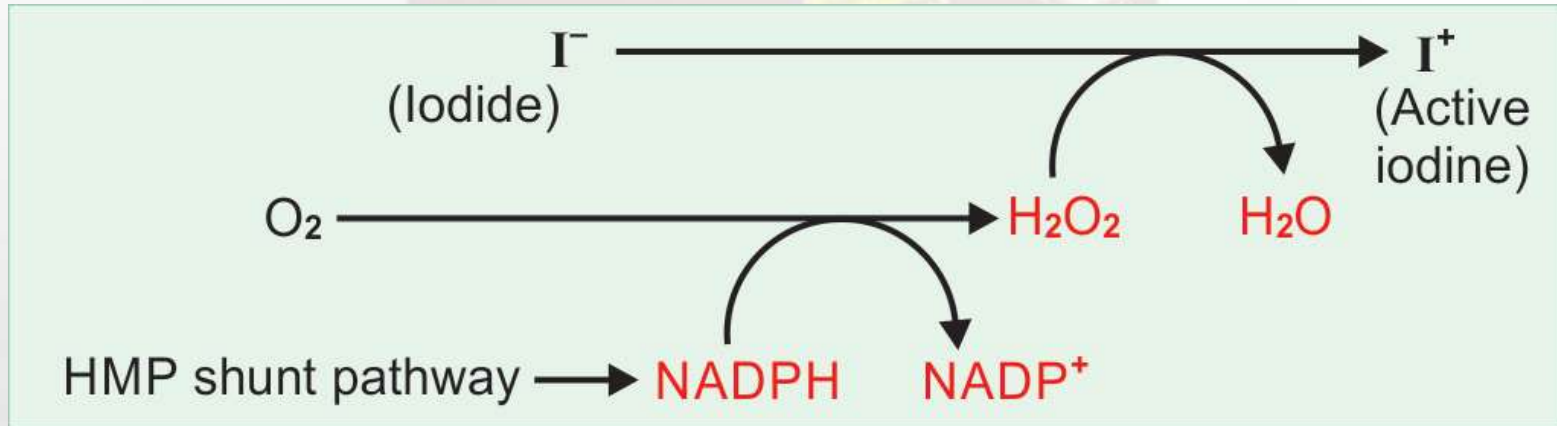 I⁻ I⁺
(Iodide) (Active
iodine)
O₂ H₂O₂ H₂O
HMP shunt pathway NADPH NADP⁺